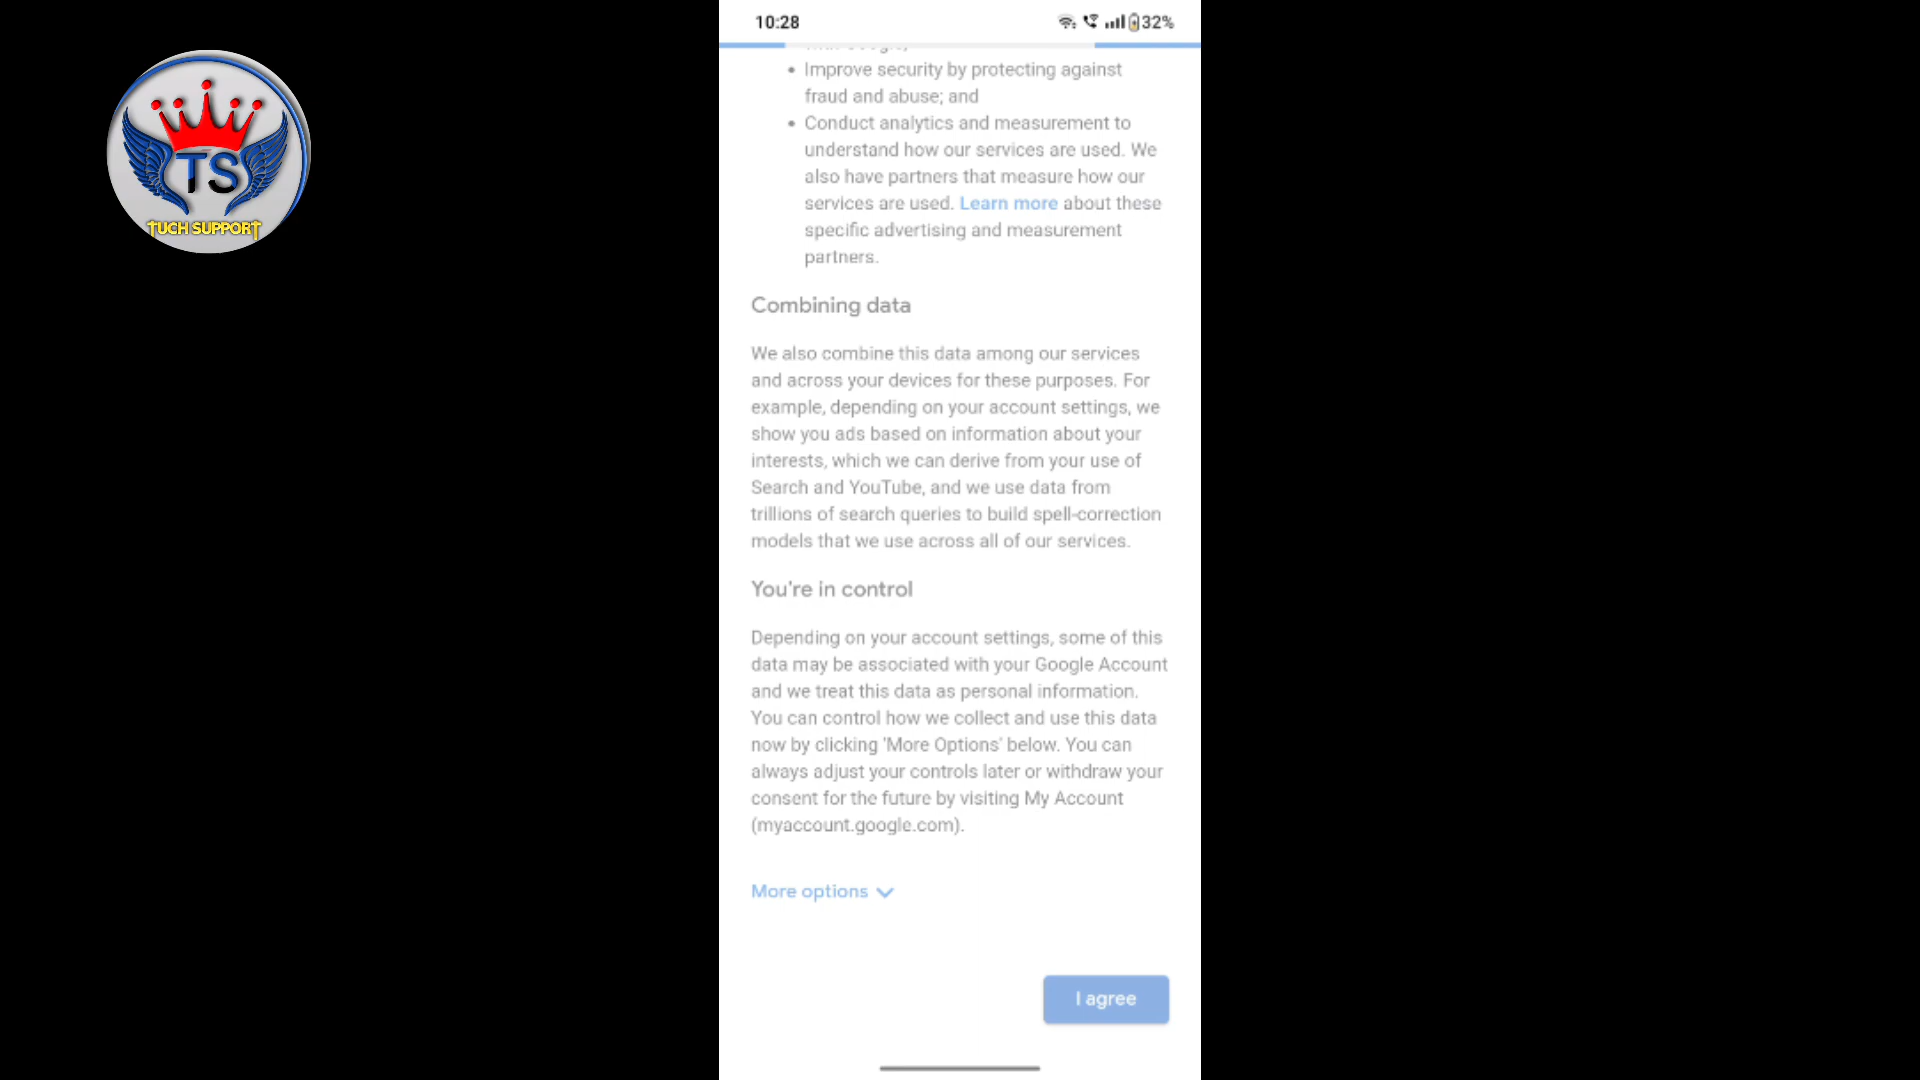 10:28
32%
TS
TUCH SUPPORT
Improve security by protecting against
fraud and abuse; and
Conduct analytics and measurement to
understand how our services are used. We
also have partners that measure how our
services are used. Learn more about these
specific advertising and measurement
partners.
Combining data
We also combine this data among our services
and across your devices for these purposes. For
example, depending on your account settings, we
show you ads based on information about your
interests, which we can derive from your use of
Search and YouTube, and we use data from
trillions of search queries to build spell-correction
models that we use across all of our services.
You're in control
Depending on your account settings, some of this
data may be associated with your Google Account
and we treat this data as personal information.
You can control how we collect and use this data
now by clicking 'More Options' below. You can
always adjust your controls later or withdraw your
consent for the future by visiting My Account
(myaccount.google.com).
More options
I agree